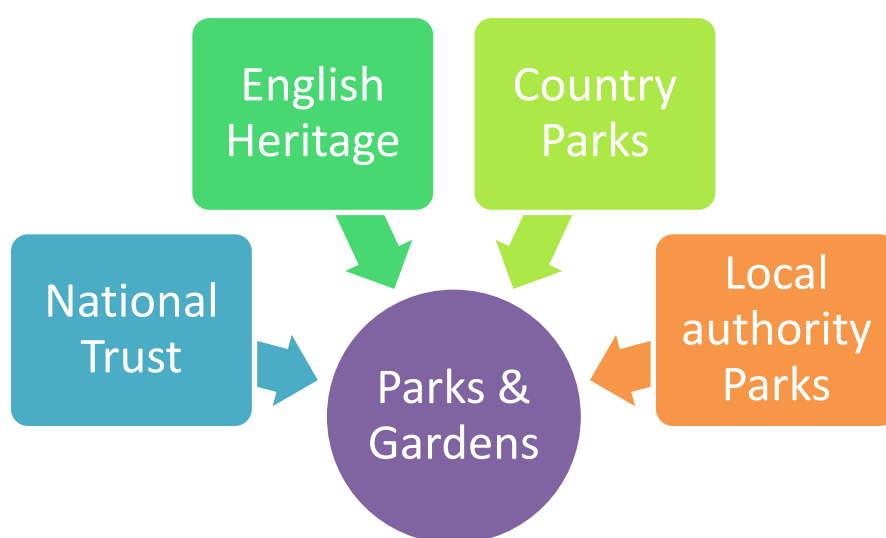 English
Heritage
Country
Parks
National
Trust
Local
authority
Parks
Parks &
Gardens